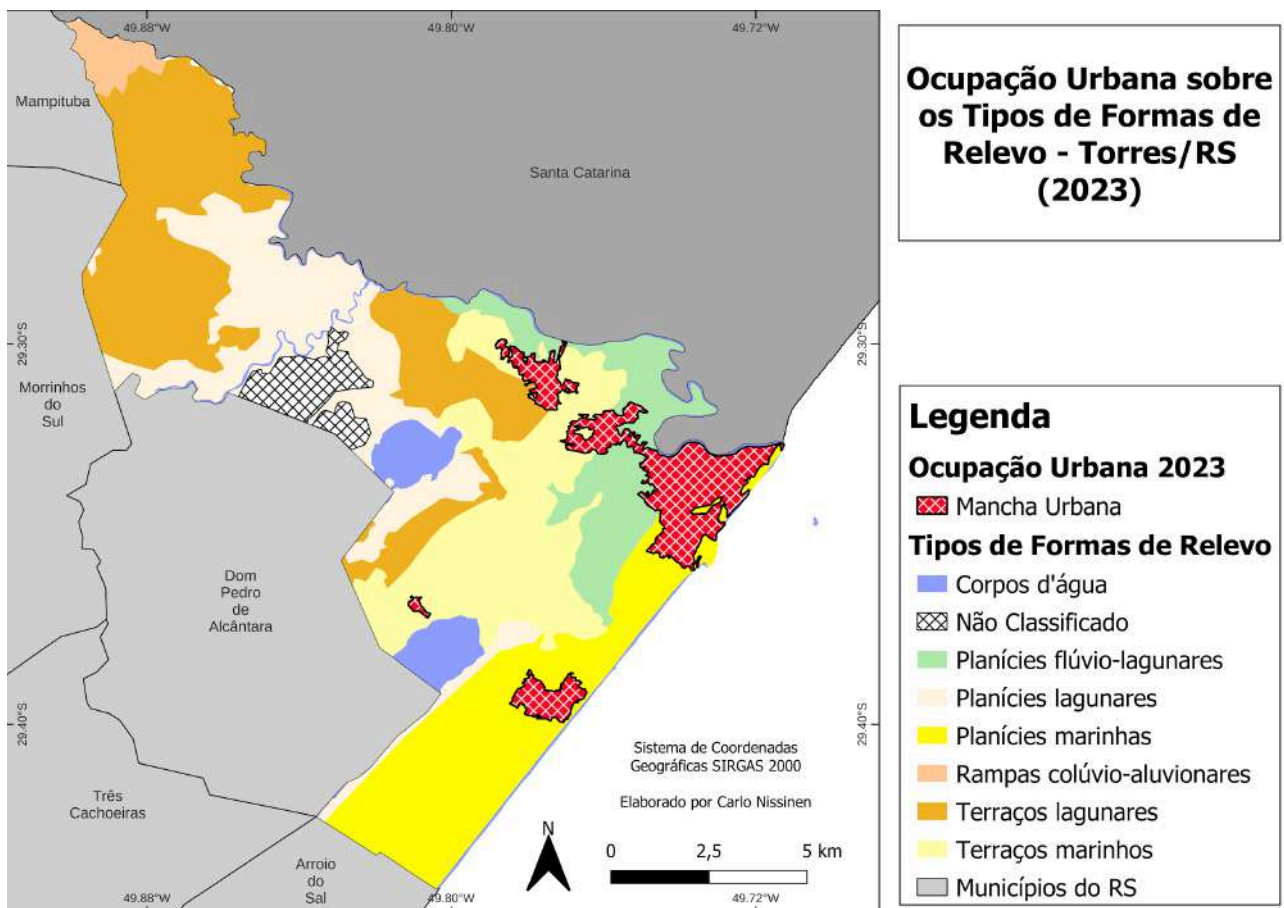 49.88°W
49.80°W
49.72°W
Mampituba
Santa Catarina
29.30°S
29.30°S
Morrinhos
do
Sul
Dom
Pedro
de
Alcântara
29.40°S
29.40°S
Três
Cachoeiras
Arroio
do
Sal
Sistema de Coordenadas
Geográficas SIRGAS 2000
Elaborado por Carlo Nissinen
N
0
2,5
5 km
49.88°W
49.80°W
49.72°W
Ocupação Urbana sobre
os Tipos de Formas de
Relevo - Torres/RS
(2023)
Legenda
Ocupação Urbana 2023
Mancha Urbana
Tipos de Formas de Relevo
Corpos d'água
Não Classificado
Planícies flúvio-lagunares
Planícies lagunares
Planícies marinhas
Rampas colúvio-aluvionares
Terraços lagunares
Terraços marinhos
Municípios do RS